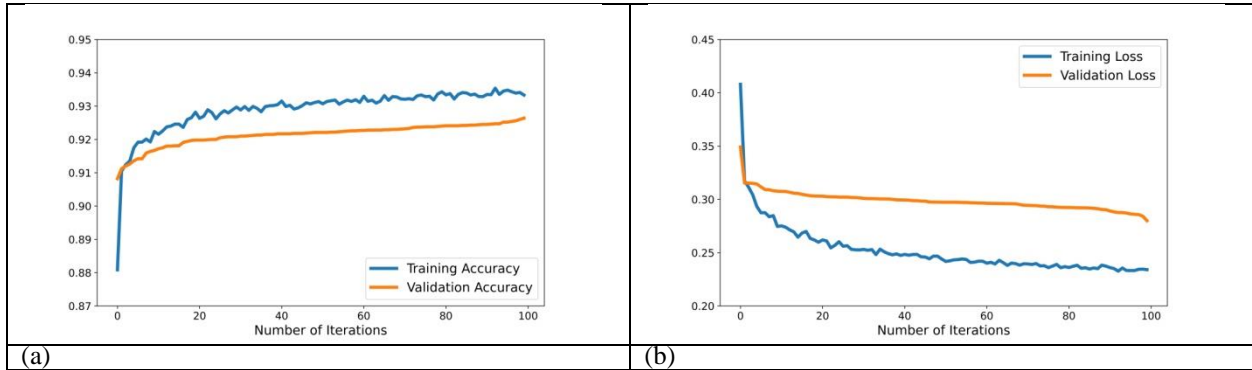 0.95
0.94
0.93
0.92
0.91
0.90
0.89
0.88
0.87
Training Accuracy
Validation Accuracy
0 20 40 60 80 100
Number of Iterations
(a)
0.45
0.40
0.35
0.30
0.25
0.20
Training Loss
Validation Loss
0 20 40 60 80 100
Number of Iterations
(b)